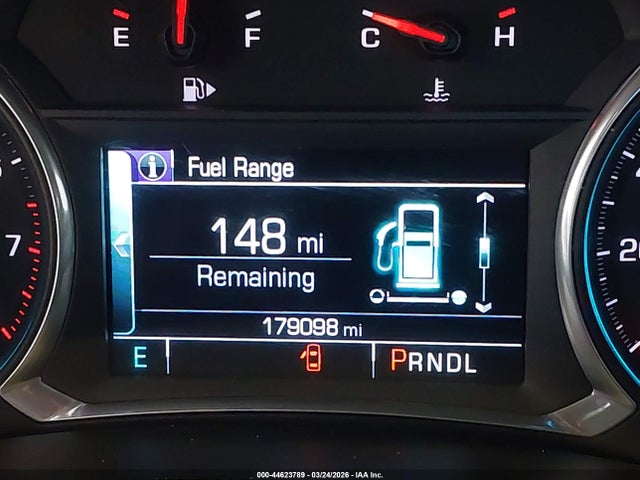 E F C H
Fuel Range
148 mi
Remaining
179098 mi
E PRNDL
7
000-44623789 - 03/24/2026 - IAA Inc.